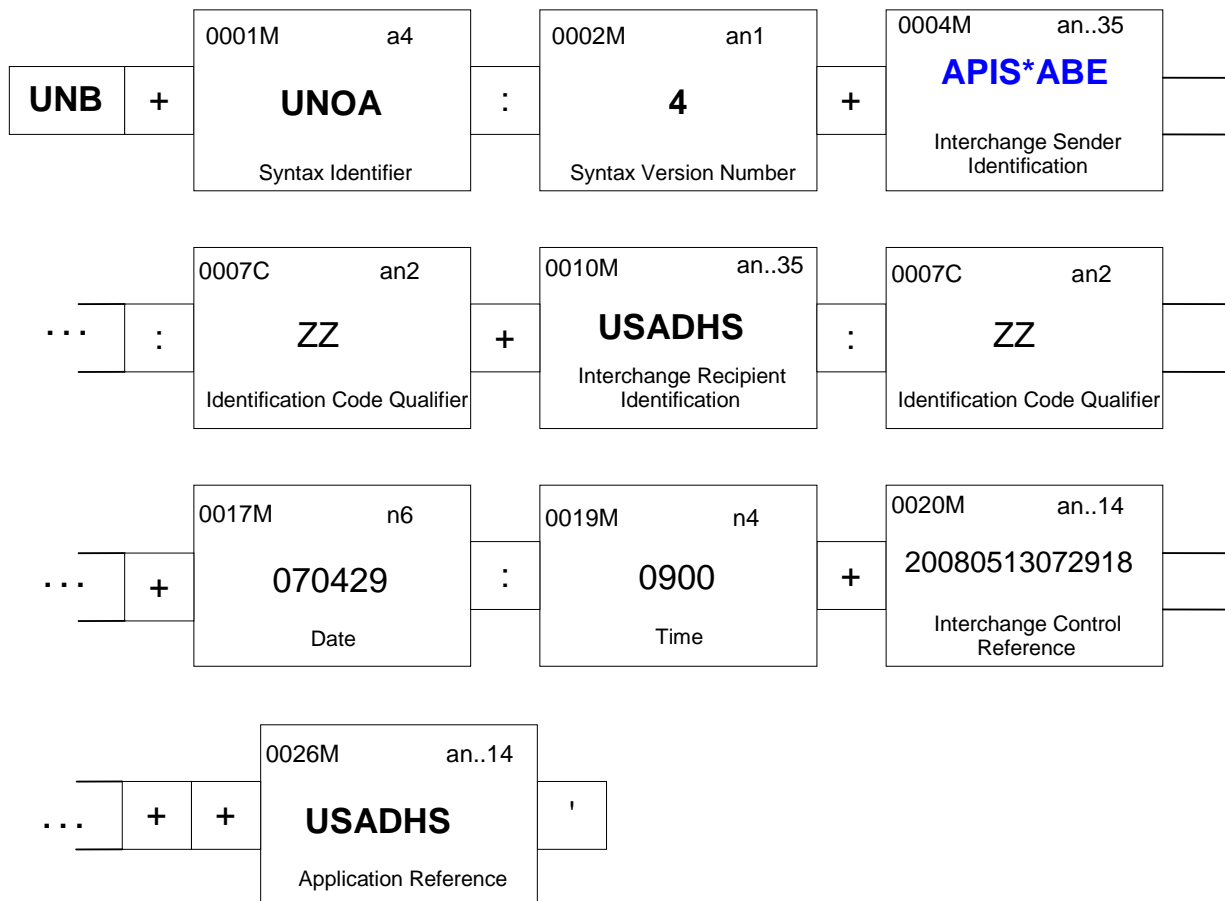 0001M a4 0002M an1 0004M an..35
UNB + UNOA : 4 + APIS*ABE
Syntax Identifier Syntax Version Number Interchange Sender
Identification
0007C an2 0010M an..35 0007C an2
... : ZZ + USADHS : ZZ
Identification Code Qualifier Interchange Recipient
Identification Identification Code Qualifier
0017M n6 0019M n4 0020M an..14
... + 070429 : 0900 + 20080513072918
Date Time Interchange Control
Reference
0026M an..14
... + + USADHS '
Application Reference